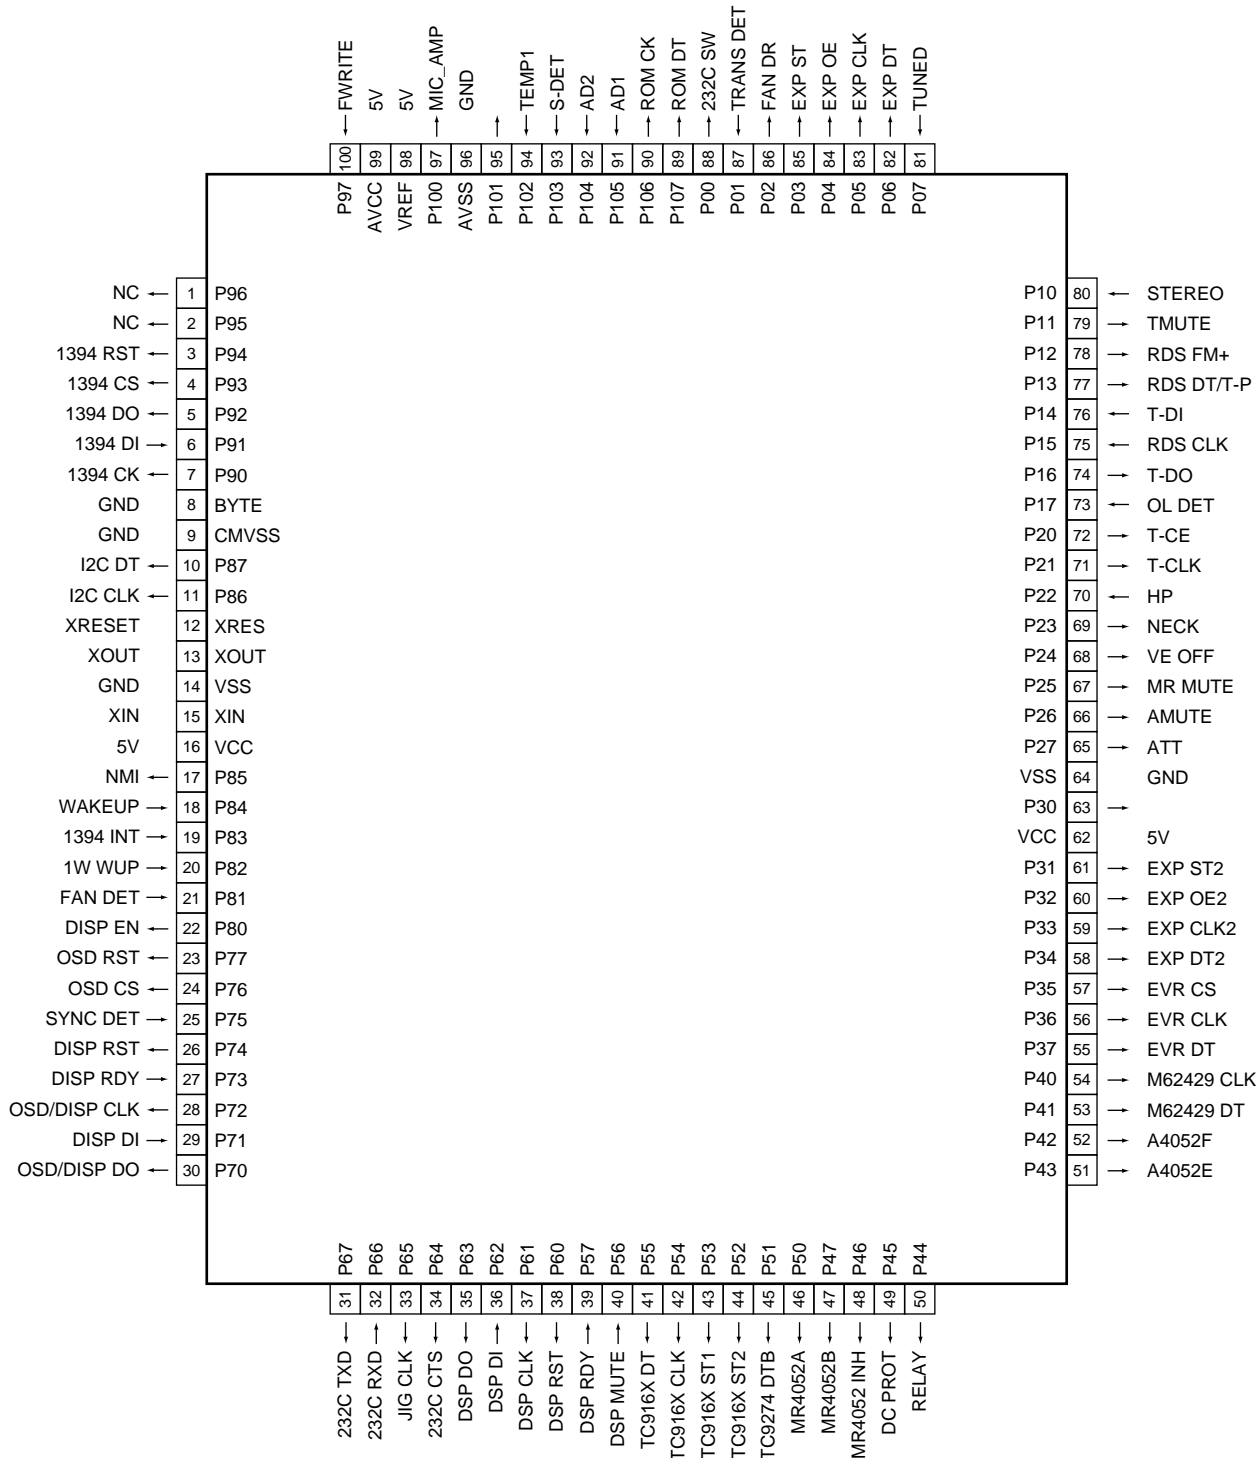 FWRITE 5V 5V MIC_AMP GND TEMP1 S-DET AD2 AD1 ROM CK ROM DT 232C SW TRANS DET FAN DR EXP ST EXP OE EXP CLK EXP DT TUNED
100 99 98 97 96 95 94 93 92 91 90 89 88 87 86 85 84 83 82 81
P97 AVCC VREF P100 AVSS P101 P102 P103 P104 P105 P106 P107 P00 P01 P02 P03 P04 P05 P06 P07
NC 1 P96 P10 80 STEREO
NC 2 P95 P11 79 TMUTE
1394 RST 3 P94 P12 78 RDS FM+
1394 CS 4 P93 P13 77 RDS DT/T-P
1394 DO 5 P92 P14 76 T-DI
1394 DI 6 P91 P15 75 RDS CLK
1394 CK 7 P90 P16 74 T-DO
GND 8 BYTE P17 73 OL DET
GND 9 CMVSS P20 72 T-CE
I2C DT 10 P87 P21 71 T-CLK
I2C CLK 11 P86 P22 70 HP
XRESET 12 XRES P23 69 NECK
XOUT 13 XOUT P24 68 VE OFF
GND 14 VSS P25 67 MR MUTE
XIN 15 XIN P26 66 AMUTE
5V 16 VCC P27 65 ATT
NMI 17 P85 VSS 64 GND
WAKEUP 18 P84 P30 63
1394 INT 19 P83 VCC 62 5V
1W WUP 20 P82 P31 61 EXP ST2
FAN DET 21 P81 P32 60 EXP OE2
DISP EN 22 P80 P33 59 EXP CLK2
OSD RST 23 P77 P34 58 EXP DT2
OSD CS 24 P76 P35 57 EVR CS
SYNC DET 25 P75 P36 56 EVR CLK
DISP RST 26 P74 P37 55 EVR DT
DISP RDY 27 P73 P40 54 M62429 CLK
OSD/DISP CLK 28 P72 P41 53 M62429 DT
DISP DI 29 P71 P42 52 A4052F
OSD/DISP DO 30 P70 P43 51 A4052E
P67 P66 P65 P64 P63 P62 P61 P60 P57 P56 P55 P54 P53 P52 P51 P50 P47 P46 P45 P44
31 32 33 34 35 36 37 38 39 40 41 42 43 44 45 46 47 48 49 50
232C TXD 232C RXD JIG CLK 232C CTS DSP DO DSP DI DSP CLK DSP RST DSP RDY DSP MUTE TC916X DT TC916X CLK TC916X ST1 TC916X ST2 TC9274 DTB MR4052A MR4052B MR4052 INH DC PROT RELAY